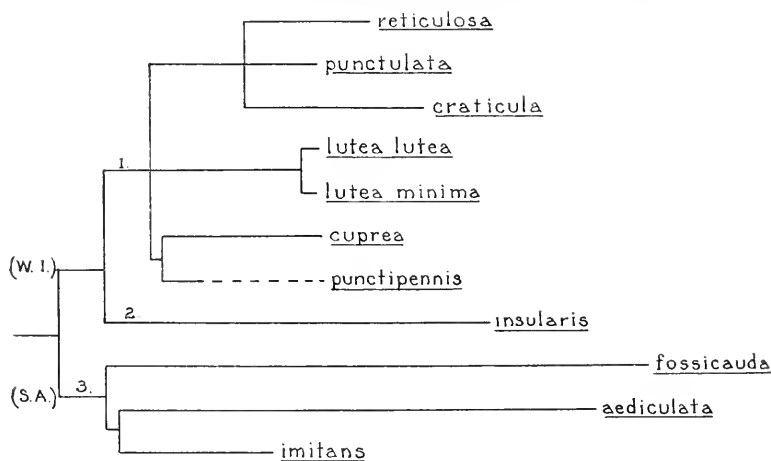 reticulosa
punctulata
craticula
lutea lutea
1.
lutea minima
cuprea
(W. I.)
punctipennis
2.
insularis
fossicauda
(S. A.)
3.
aediculata
imitans